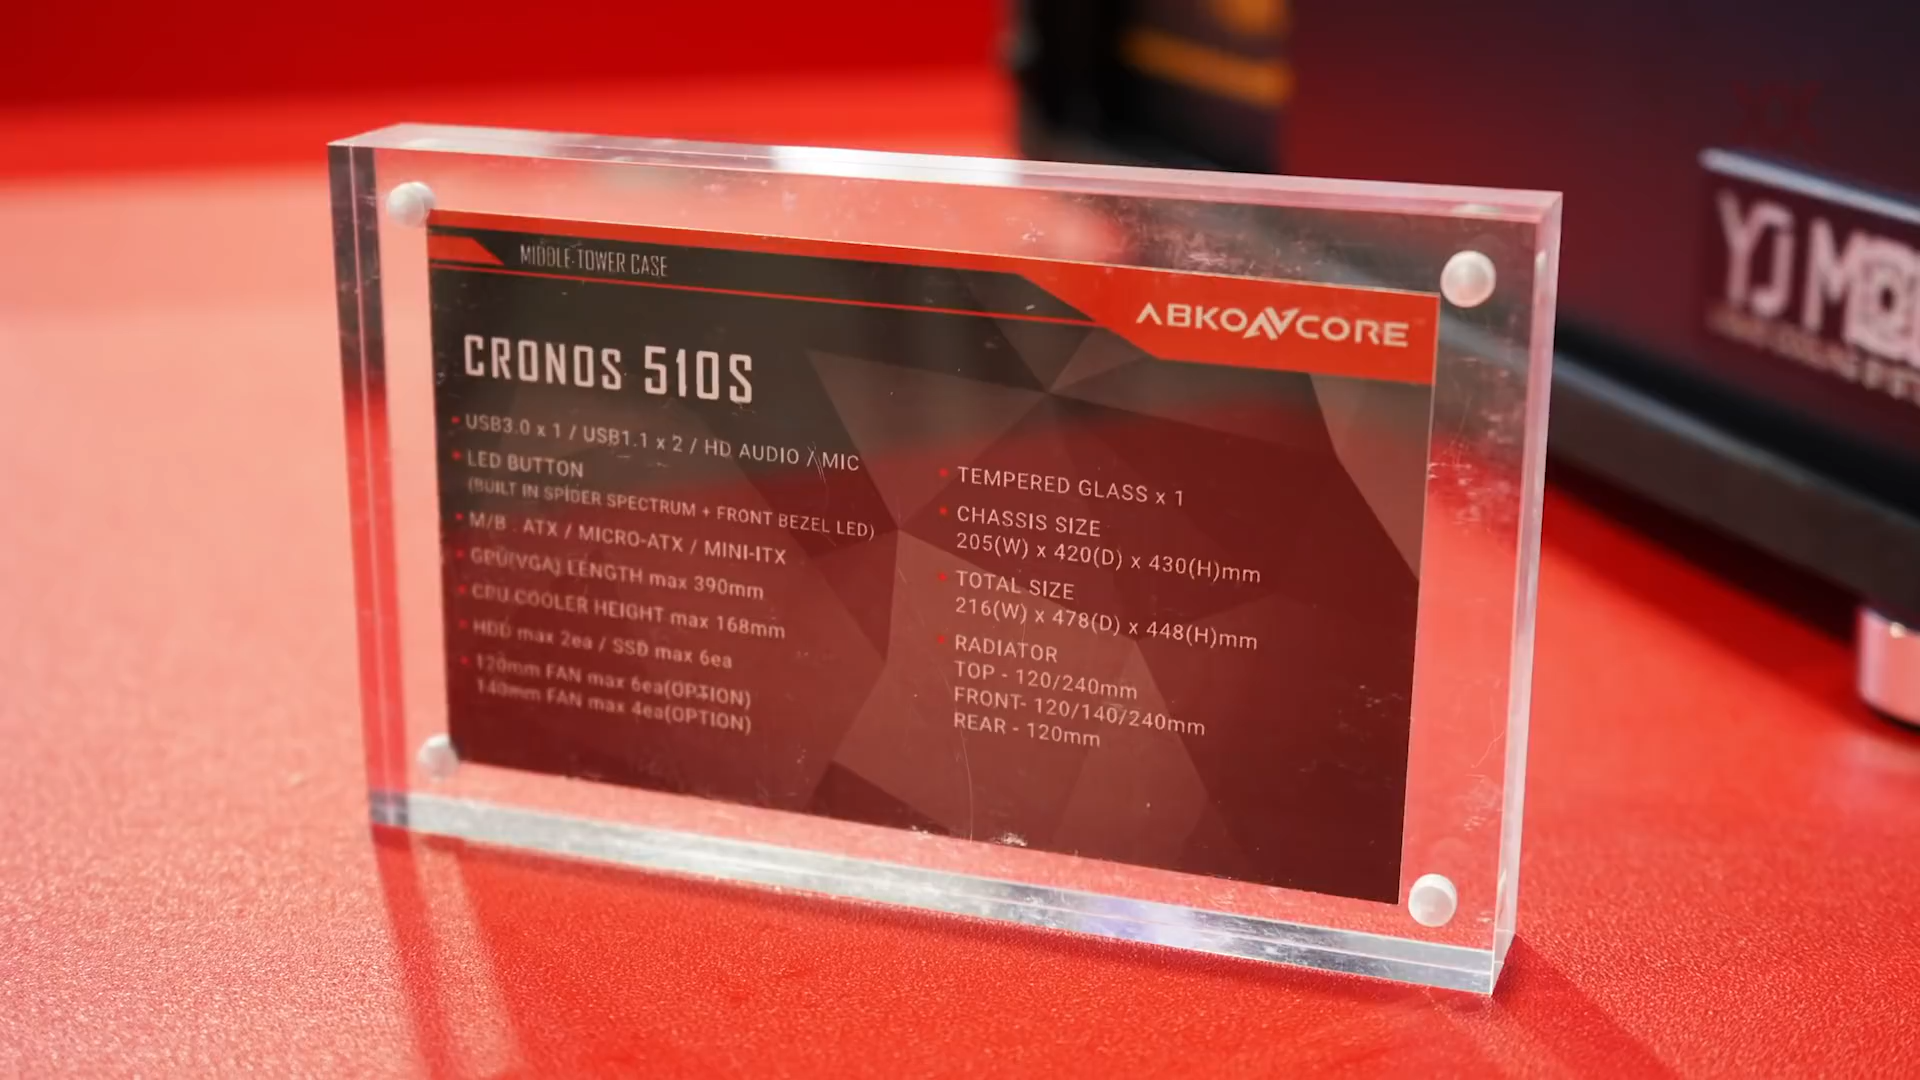 MIDDLE-TOWER CASE
ABKONCORE
CRONOS 510S
USB3.0 x 1 / USB1.1 x 2 / HD AUDIO / MIC
LED BUTTON
(BUILT IN SPIDER SPECTRUM + FRONT BEZEL LED)
M/B . ATX / MICRO-ATX / MINI-ITX
GPU(VGA) LENGTH max 390mm
CPU COOLER HEIGHT max 168mm
HDD max 2ea / SSD max 6ea
120mm FAN max 6ea(OPTION)
140mm FAN max 4ea(OPTION)
TEMPERED GLASS x 1
CHASSIS SIZE
205(W) x 420(D) x 430(H)mm
TOTAL SIZE
216(W) x 478(D) x 448(H)mm
RADIATOR
TOP - 120/240mm
FRONT- 120/140/240mm
REAR - 120mm
YJ